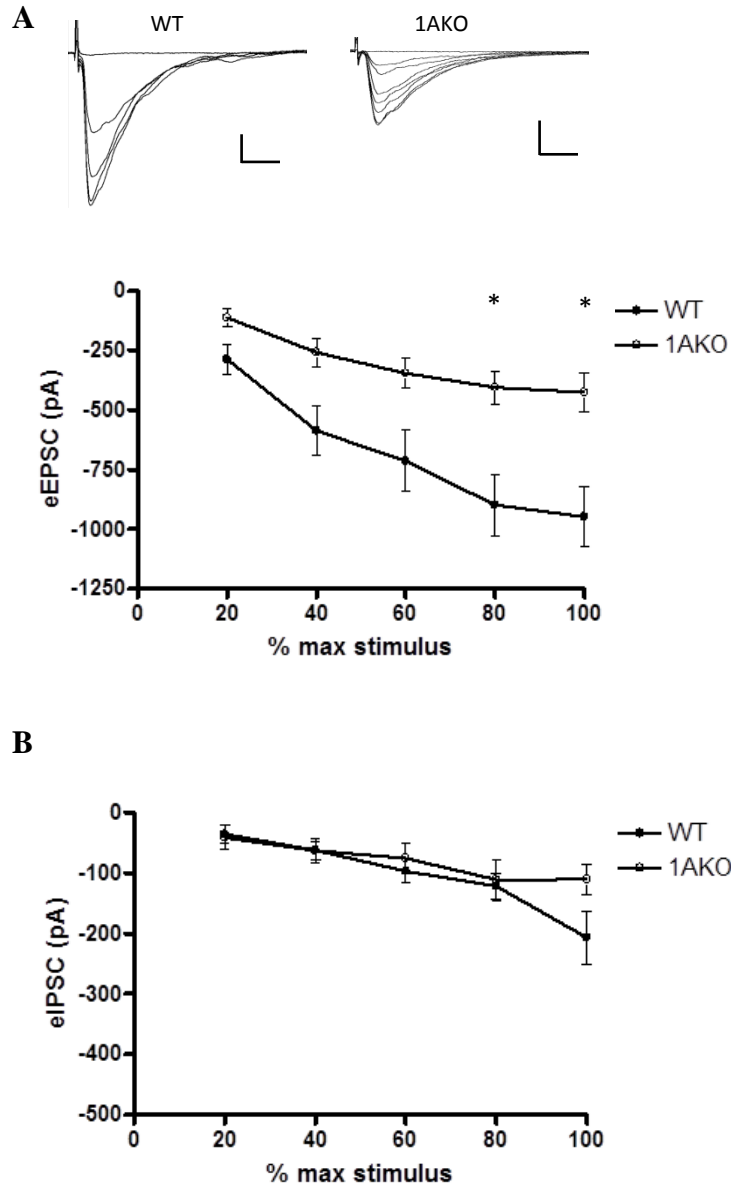 A
WT 1AKO
0
-250
-500
-750
-1000
-1250
eEPSC (pA)
* *
WT
1AKO
0 20 40 60 80 100
% max stimulus
B
0
-100
-200
-300
-400
-500
eIPSC (pA)
WT
1AKO
0 20 40 60 80 100
% max stimulus